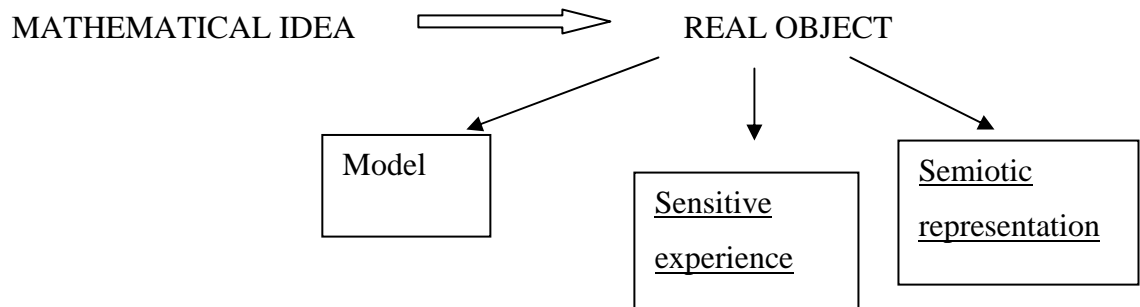 MATHEMATICAL IDEA REAL OBJECT
Model
Sensitive
experience
Semiotic
representation